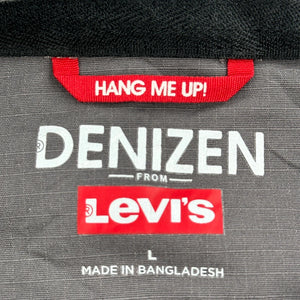 HANG ME UP!
DENIZEN®
FROM
LEVI'S®
L
MADE IN BANGLADESH